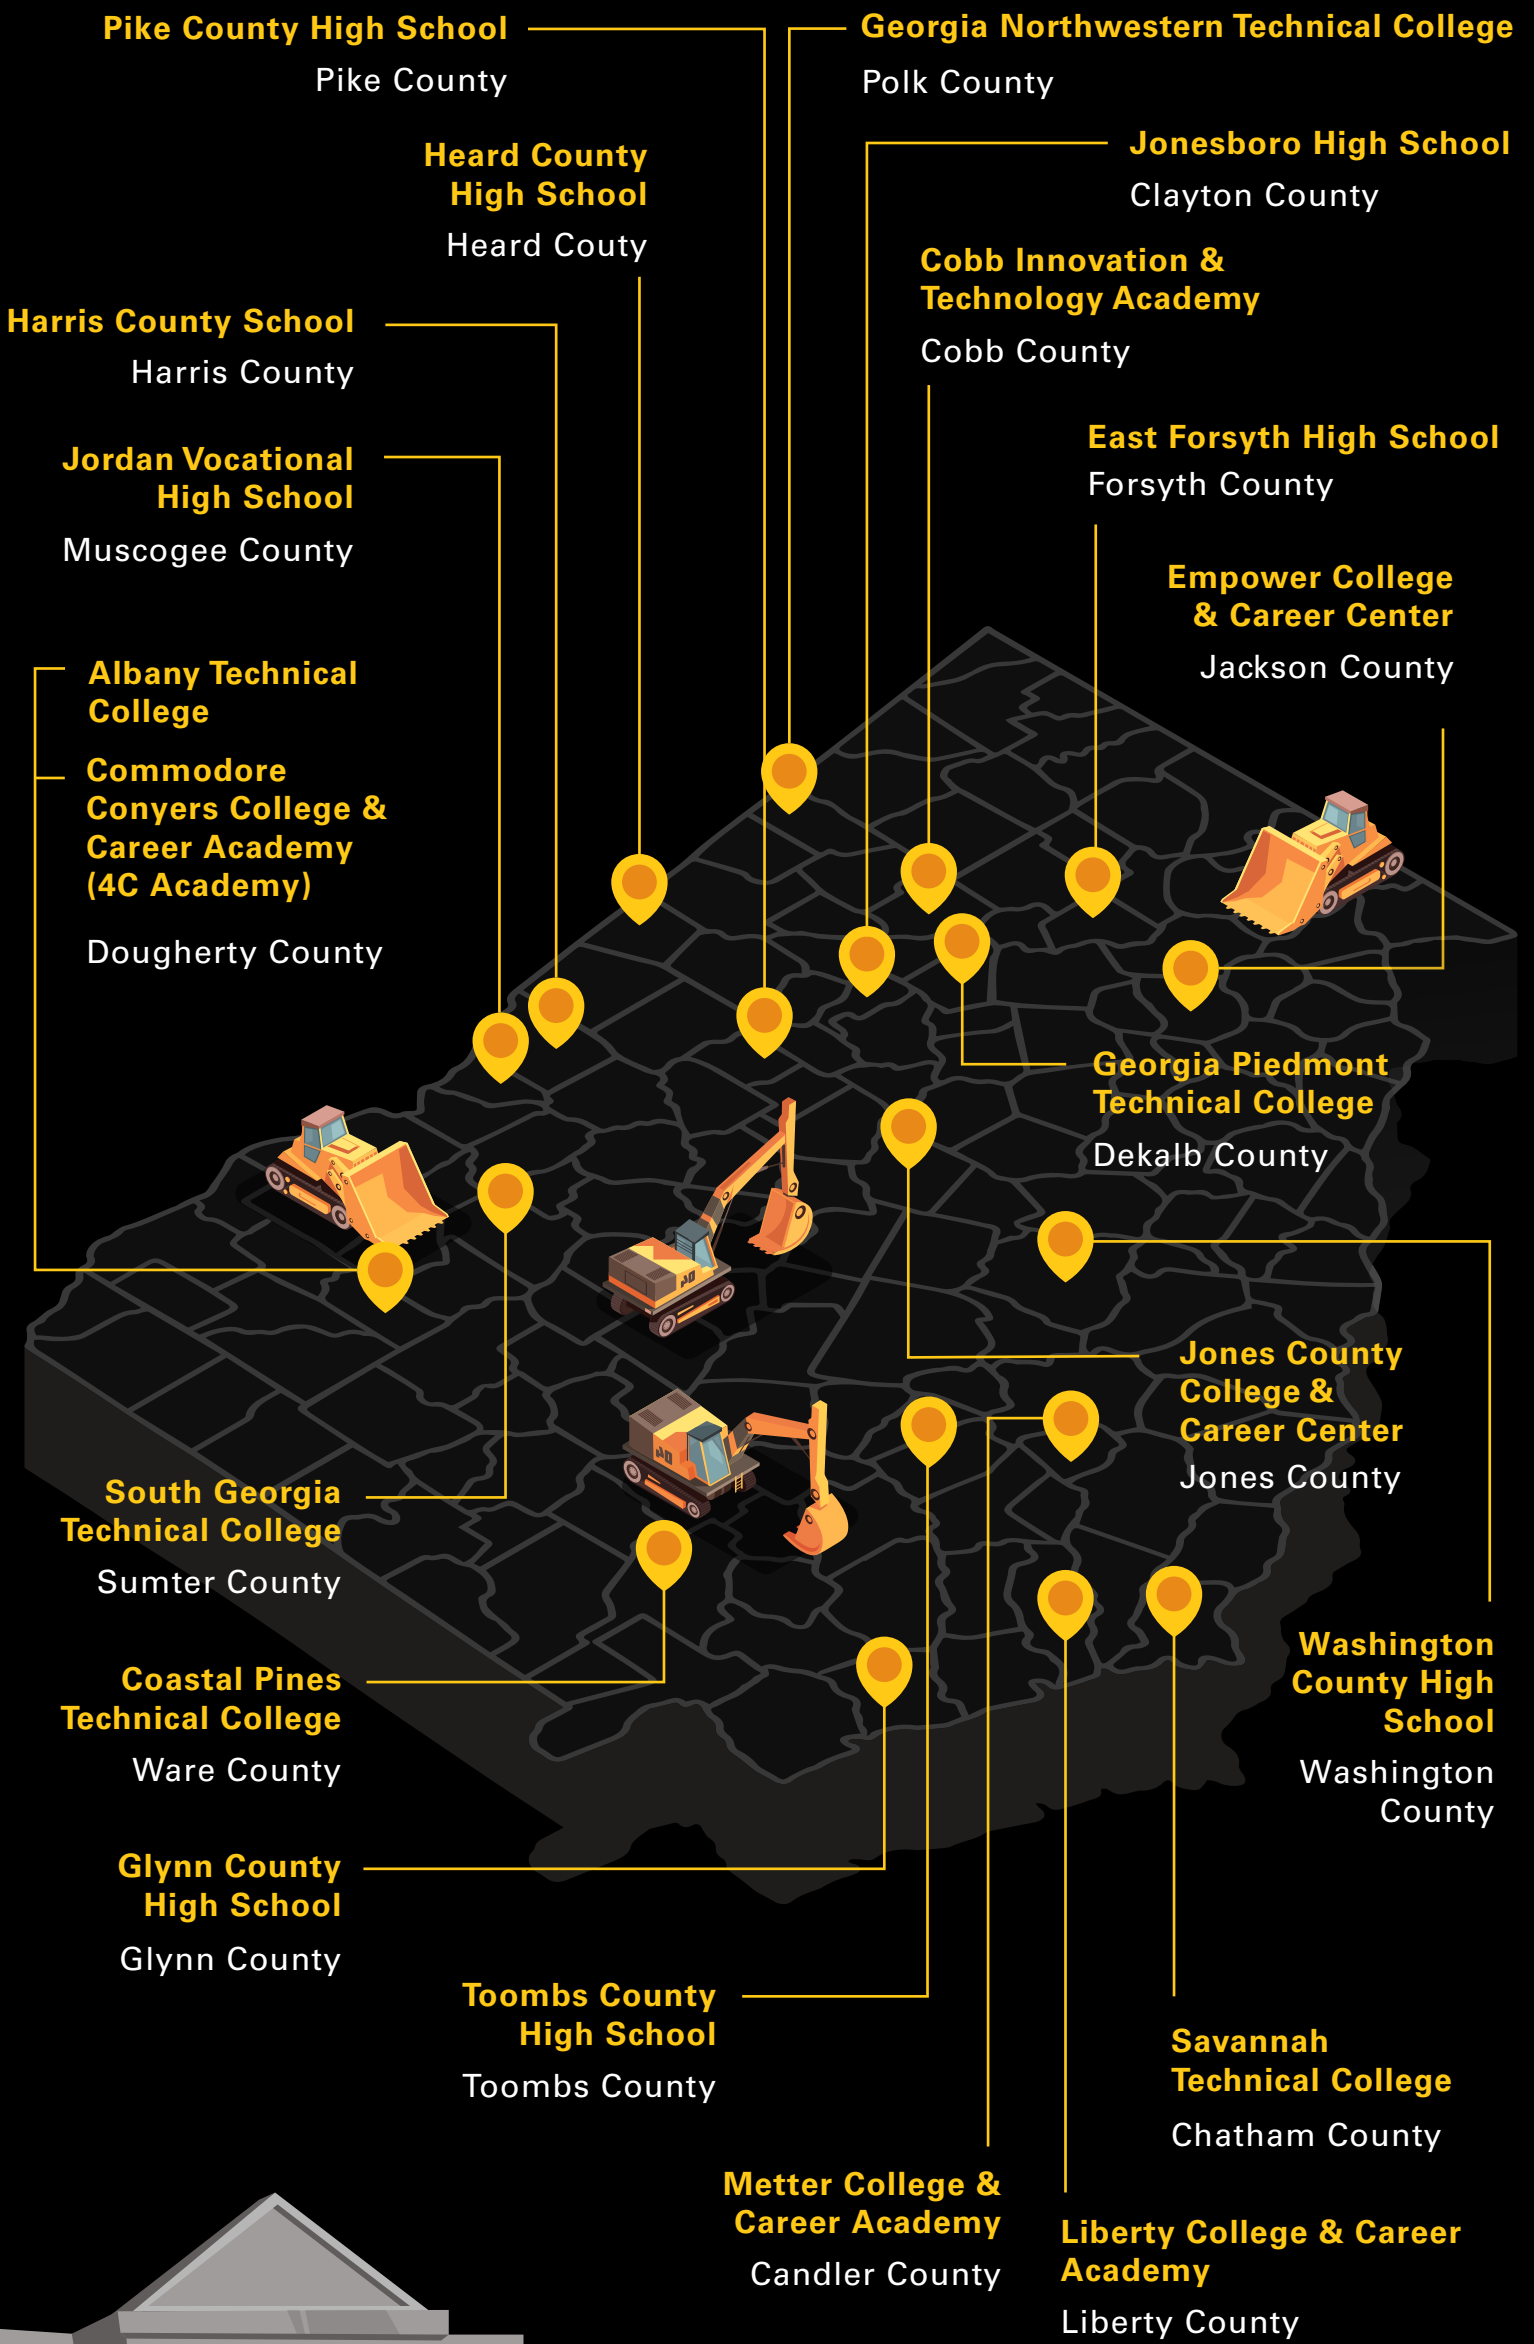 Pike County High School
Pike County
Georgia Northwestern Technical College
Polk County
Heard County
High School
Heard Couty
Jonesboro High School
Clayton County
Cobb Innovation &
Technology Academy
Cobb County
Harris County School
Harris County
East Forsyth High School
Forsyth County
Jordan Vocational
High School
Muscogee County
Empower College
& Career Center
Jackson County
Albany Technical
College
Commodore
Conyers College &
Career Academy
(4C Academy)
Dougherty County
Georgia Piedmont
Technical College
Dekalb County
Jones County
College &
Career Center
Jones County
South Georgia
Technical College
Sumter County
Washington
County High
School
Washington
County
Coastal Pines
Technical College
Ware County
Glynn County
High School
Glynn County
Toombs County
High School
Toombs County
Savannah
Technical College
Chatham County
Metter College &
Career Academy
Candler County
Liberty College & Career
Academy
Liberty County